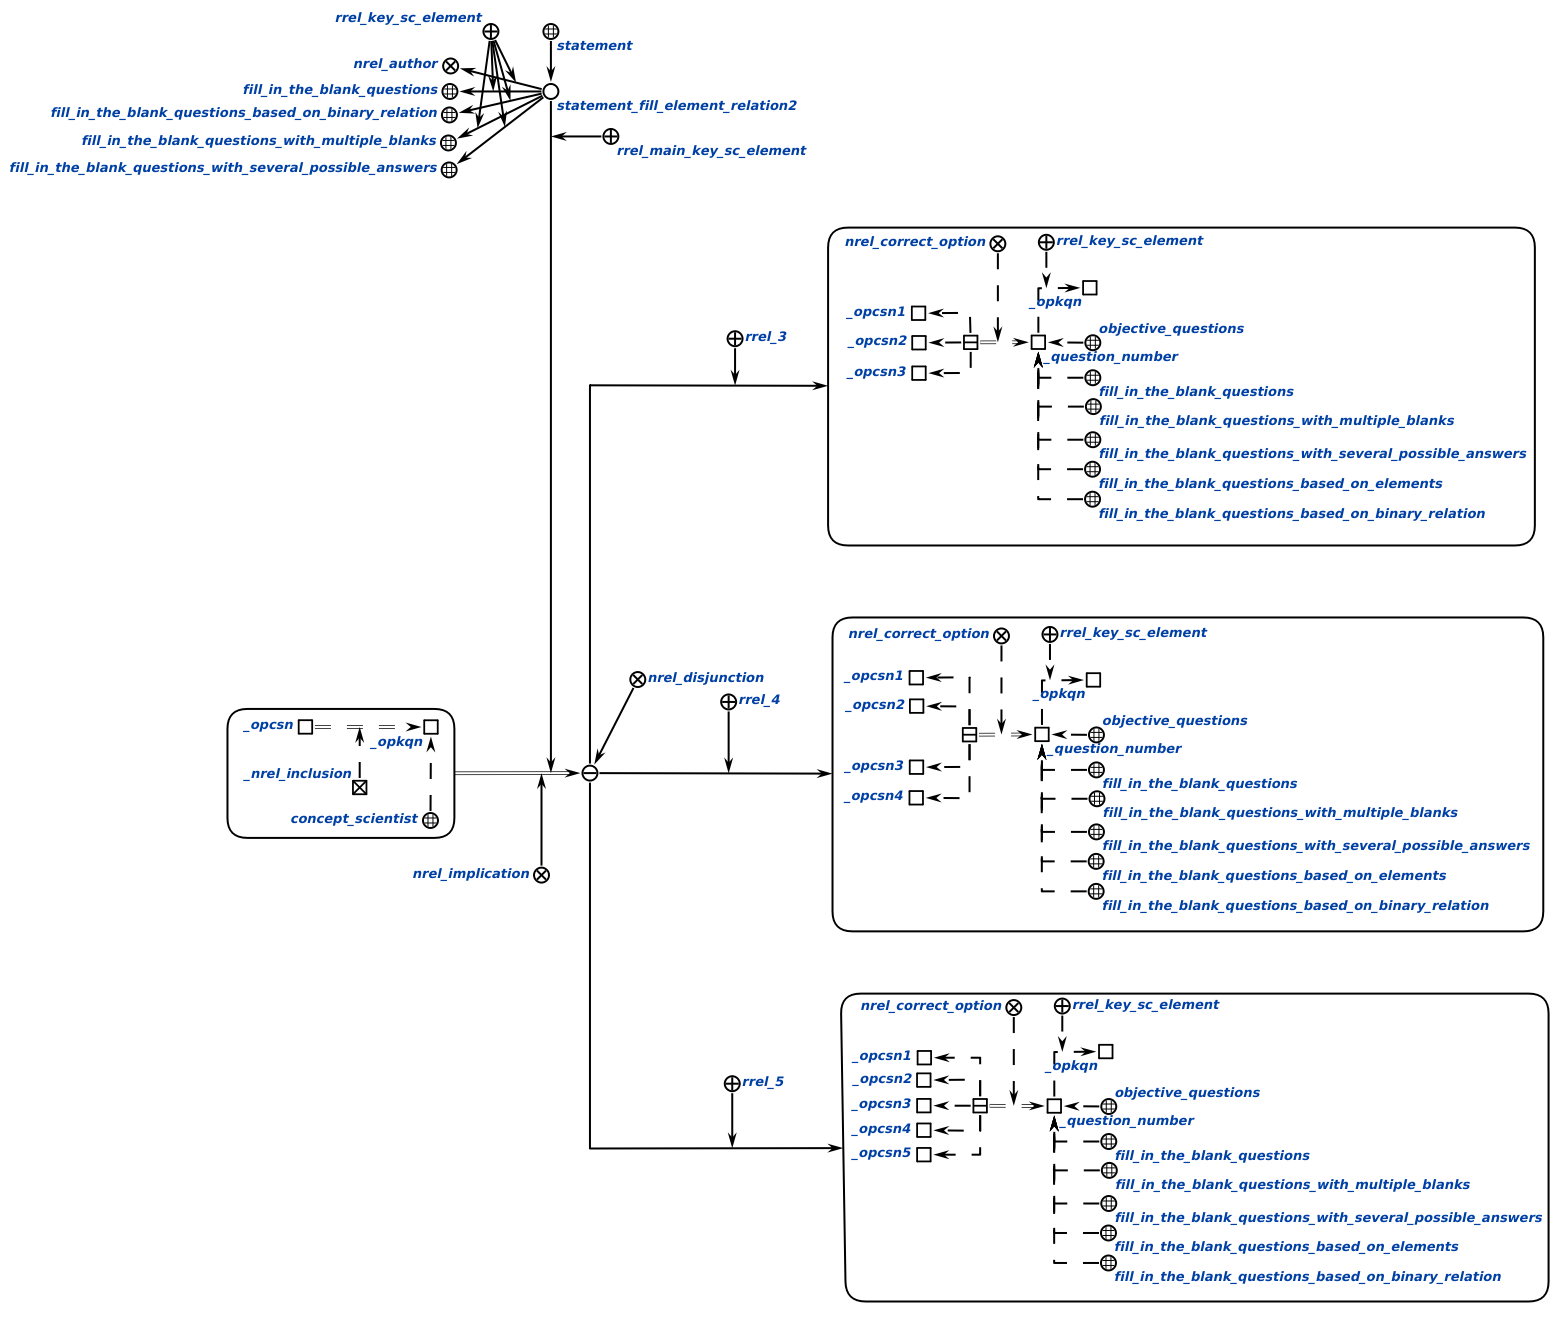 rrel_key_sc_element
statement
nrel_author
fill_in_the_blank_questions
statement_fill_element_relation2
fill_in_the_blank_questions_based_on_binary_relation
fill_in_the_blank_questions_with_multiple_blanks
rrel_main_key_sc_element
fill_in_the_blank_questions_with_several_possible_answers
nrel_correct_option
rrel_key_sc_element
_opkqn
_opcsn1
rrel_3
objective_questions
_opcsn2
_question_number
_opcsn3
fill_in_the_blank_questions
fill_in_the_blank_questions_with_multiple_blanks
fill_in_the_blank_questions_with_several_possible_answers
fill_in_the_blank_questions_based_on_elements
fill_in_the_blank_questions_based_on_binary_relation
nrel_correct_option
rrel_key_sc_element
nrel_disjunction
_opcsn1
_opkqn
rrel_4
_opcsn2
objective_questions
_opcsn
_opkqn
_question_number
_opcsn3
_nrel_inclusion
fill_in_the_blank_questions
_opcsn4
fill_in_the_blank_questions_with_multiple_blanks
concept_scientist
fill_in_the_blank_questions_with_several_possible_answers
nrel_implication
fill_in_the_blank_questions_based_on_elements
fill_in_the_blank_questions_based_on_binary_relation
nrel_correct_option
rrel_key_sc_element
_opcsn1
_opkqn
rrel_5
_opcsn2
objective_questions
_opcsn3
_question_number
_opcsn4
_opcsn5
fill_in_the_blank_questions
fill_in_the_blank_questions_with_multiple_blanks
fill_in_the_blank_questions_with_several_possible_answers
fill_in_the_blank_questions_based_on_elements
fill_in_the_blank_questions_based_on_binary_relation